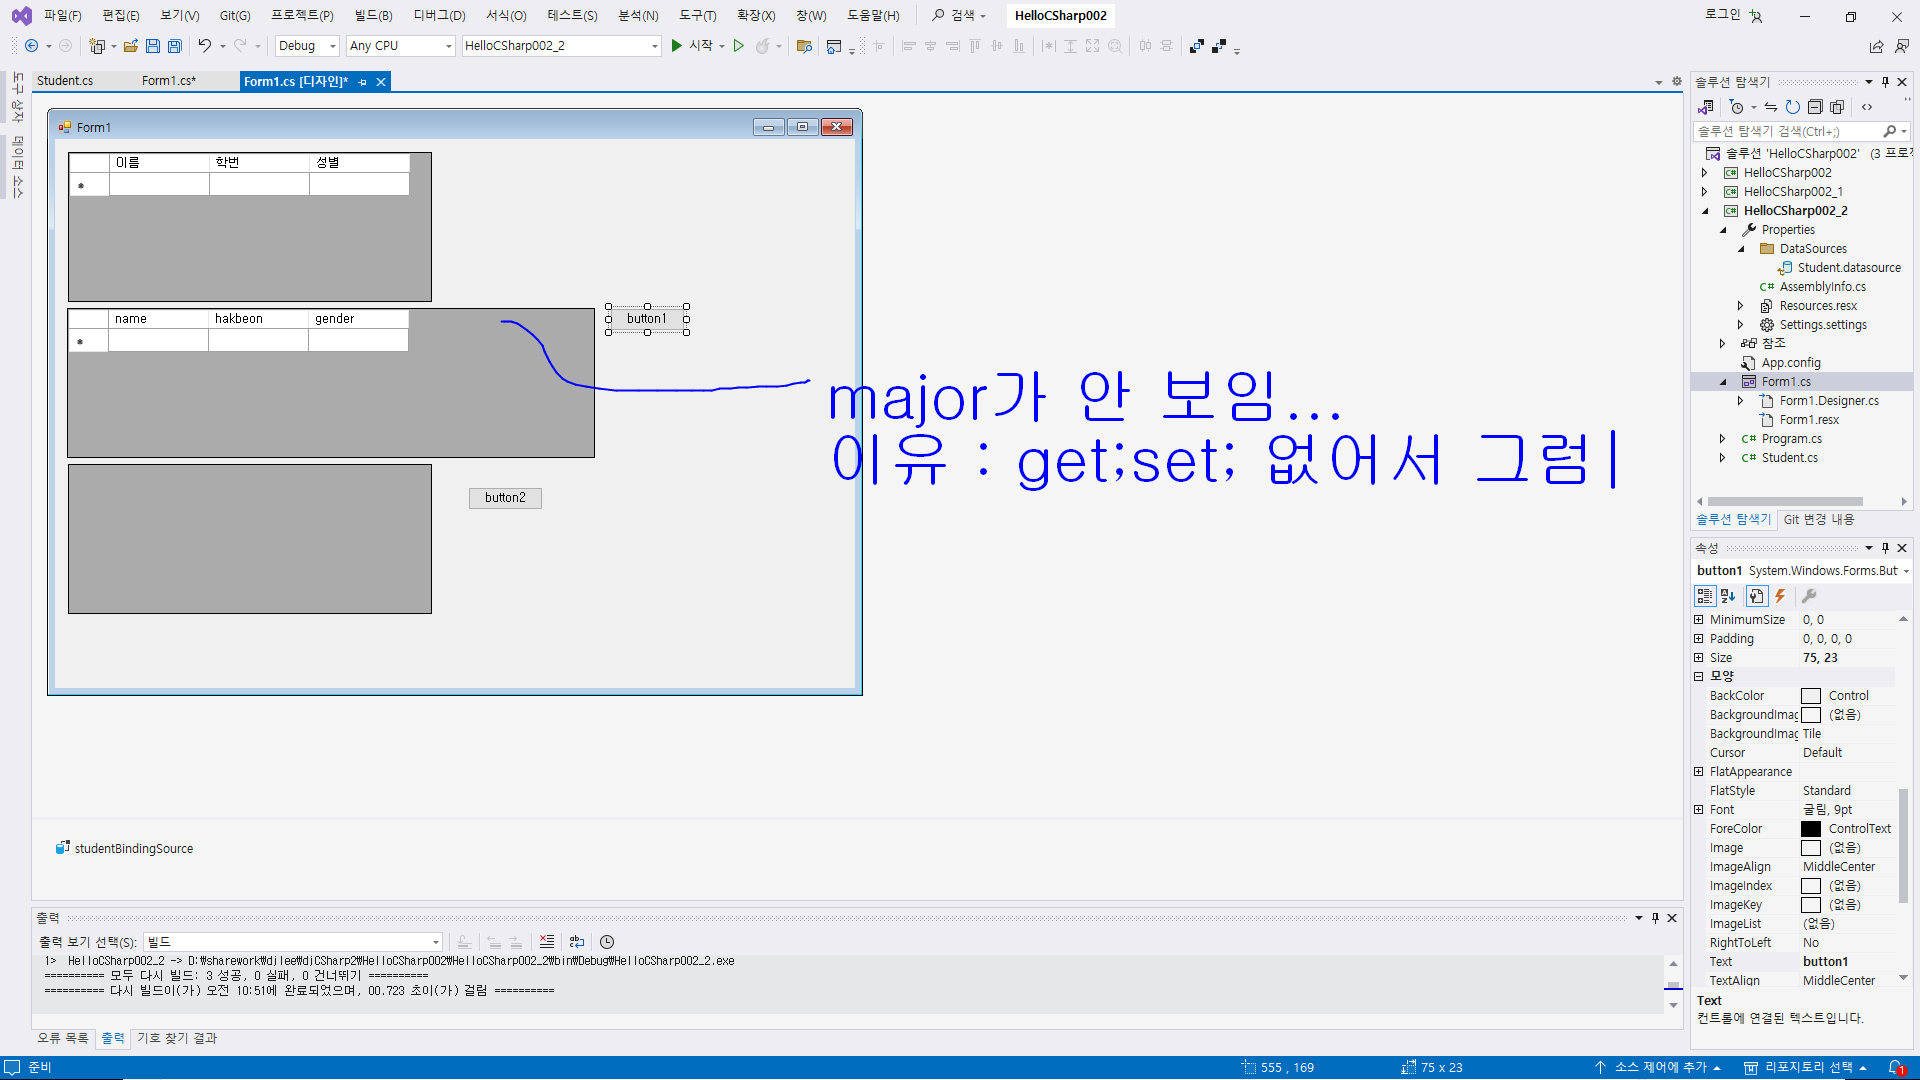 파일(F) 편집(E) 보기(V) Git(G) 프로젝트(P) 빌드(B) 디버그(D) 서식(O) 테스트(S) 분석(N) 도구(T) 확장(X) 창(W) 도움말(H) 검색 HelloCSharp002 로그인
Debug Any CPU HelloCSharp002_2 시작
Student.cs Form1.cs* Form1.cs [디자인]*
도구 상자
데이터 소스
Form1
이름 학번 성별
name hakbeon gender
button1
major가 안 보임...
이유 : get;set; 없어서 그럼
button2
studentBindingSource
출력
출력 보기 선택(S): 빌드
1> HelloCSharp002_2 -> D:\sharework\djlee\djCSharp2\HelloCSharp002\HelloCSharp002_2\bin\Debug\HelloCSharp002_2.exe
========== 모두 다시 빌드: 3 성공, 0 실패, 0 건너뛰기 ==========
========== 다시 빌드이(가) 오전 10:51에 완료되었으며, 00.723 초이(가) 걸림 ==========
오류 목록 출력 기호 찾기 결과
솔루션 탐색기
솔루션 탐색기 검색(Ctrl+;)
솔루션 'HelloCSharp002' (3 프로젝
HelloCSharp002
HelloCSharp002_1
HelloCSharp002_2
Properties
DataSources
Student.datasource
AssemblyInfo.cs
Resources.resx
Settings.settings
참조
App.config
Form1.cs
Form1.Designer.cs
Form1.resx
Program.cs
Student.cs
솔루션 탐색기 Git 변경 내용
속성
button1 System.Windows.Forms.But
MinimumSize 0, 0
Padding 0, 0, 0, 0
Size 75, 23
모양
BackColor Control
BackgroundImag (없음)
BackgroundImag Tile
Cursor Default
FlatAppearance
FlatStyle Standard
Font 굴림, 9pt
ForeColor ControlText
Image (없음)
ImageAlign MiddleCenter
ImageIndex (없음)
ImageKey (없음)
ImageList (없음)
RightToLeft No
Text button1
TextAlign MiddleCenter
Text
컨트롤에 연결된 텍스트입니다.
준비 555 , 169 75 x 23 소스 제어에 추가 리포지토리 선택 1